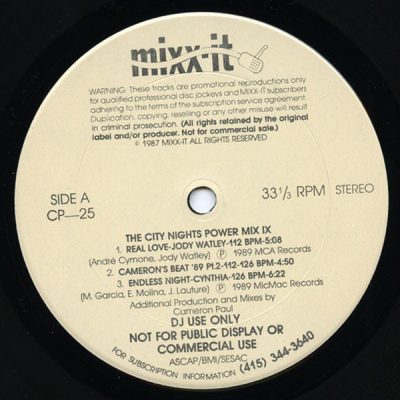 mixx-it
WARNING: These tracks are promotional reproductions only
for qualified professional disc jockeys and MIXX-IT subscribers
adhering to the terms of the subscription service agreement.
Duplication, copying, reselling or any other misuse will result
in criminal prosecution. (All rights retained by the original
label and/or producer. Not for commercial sale.)
© 1987 MIXX-IT ALL RIGHTS RESERVED
SIDE A
CP—25
33 1/3 RPM STEREO
THE CITY NIGHTS POWER MIX IX
1. REAL LOVE-JODY WATLEY-112 BPM-5:08
(André Cymone, Jody Watley) Ⓟ 1989 MCA Records
2. CAMERON'S BEAT '89 Pt.2-112-126 BPM-4:50
3. ENDLESS NIGHT-CYNTHIA-126 BPM-6:22
(M. Garcia, E. Molina, J. Lauture) Ⓟ 1989 MicMac Records
Additional Production and Mixes by
Cameron Paul
DJ USE ONLY
NOT FOR PUBLIC DISPLAY OR
COMMERCIAL USE
ASCAP/BMI/SESAC
FOR SUBSCRIPTION INFORMATION (415) 344-3640